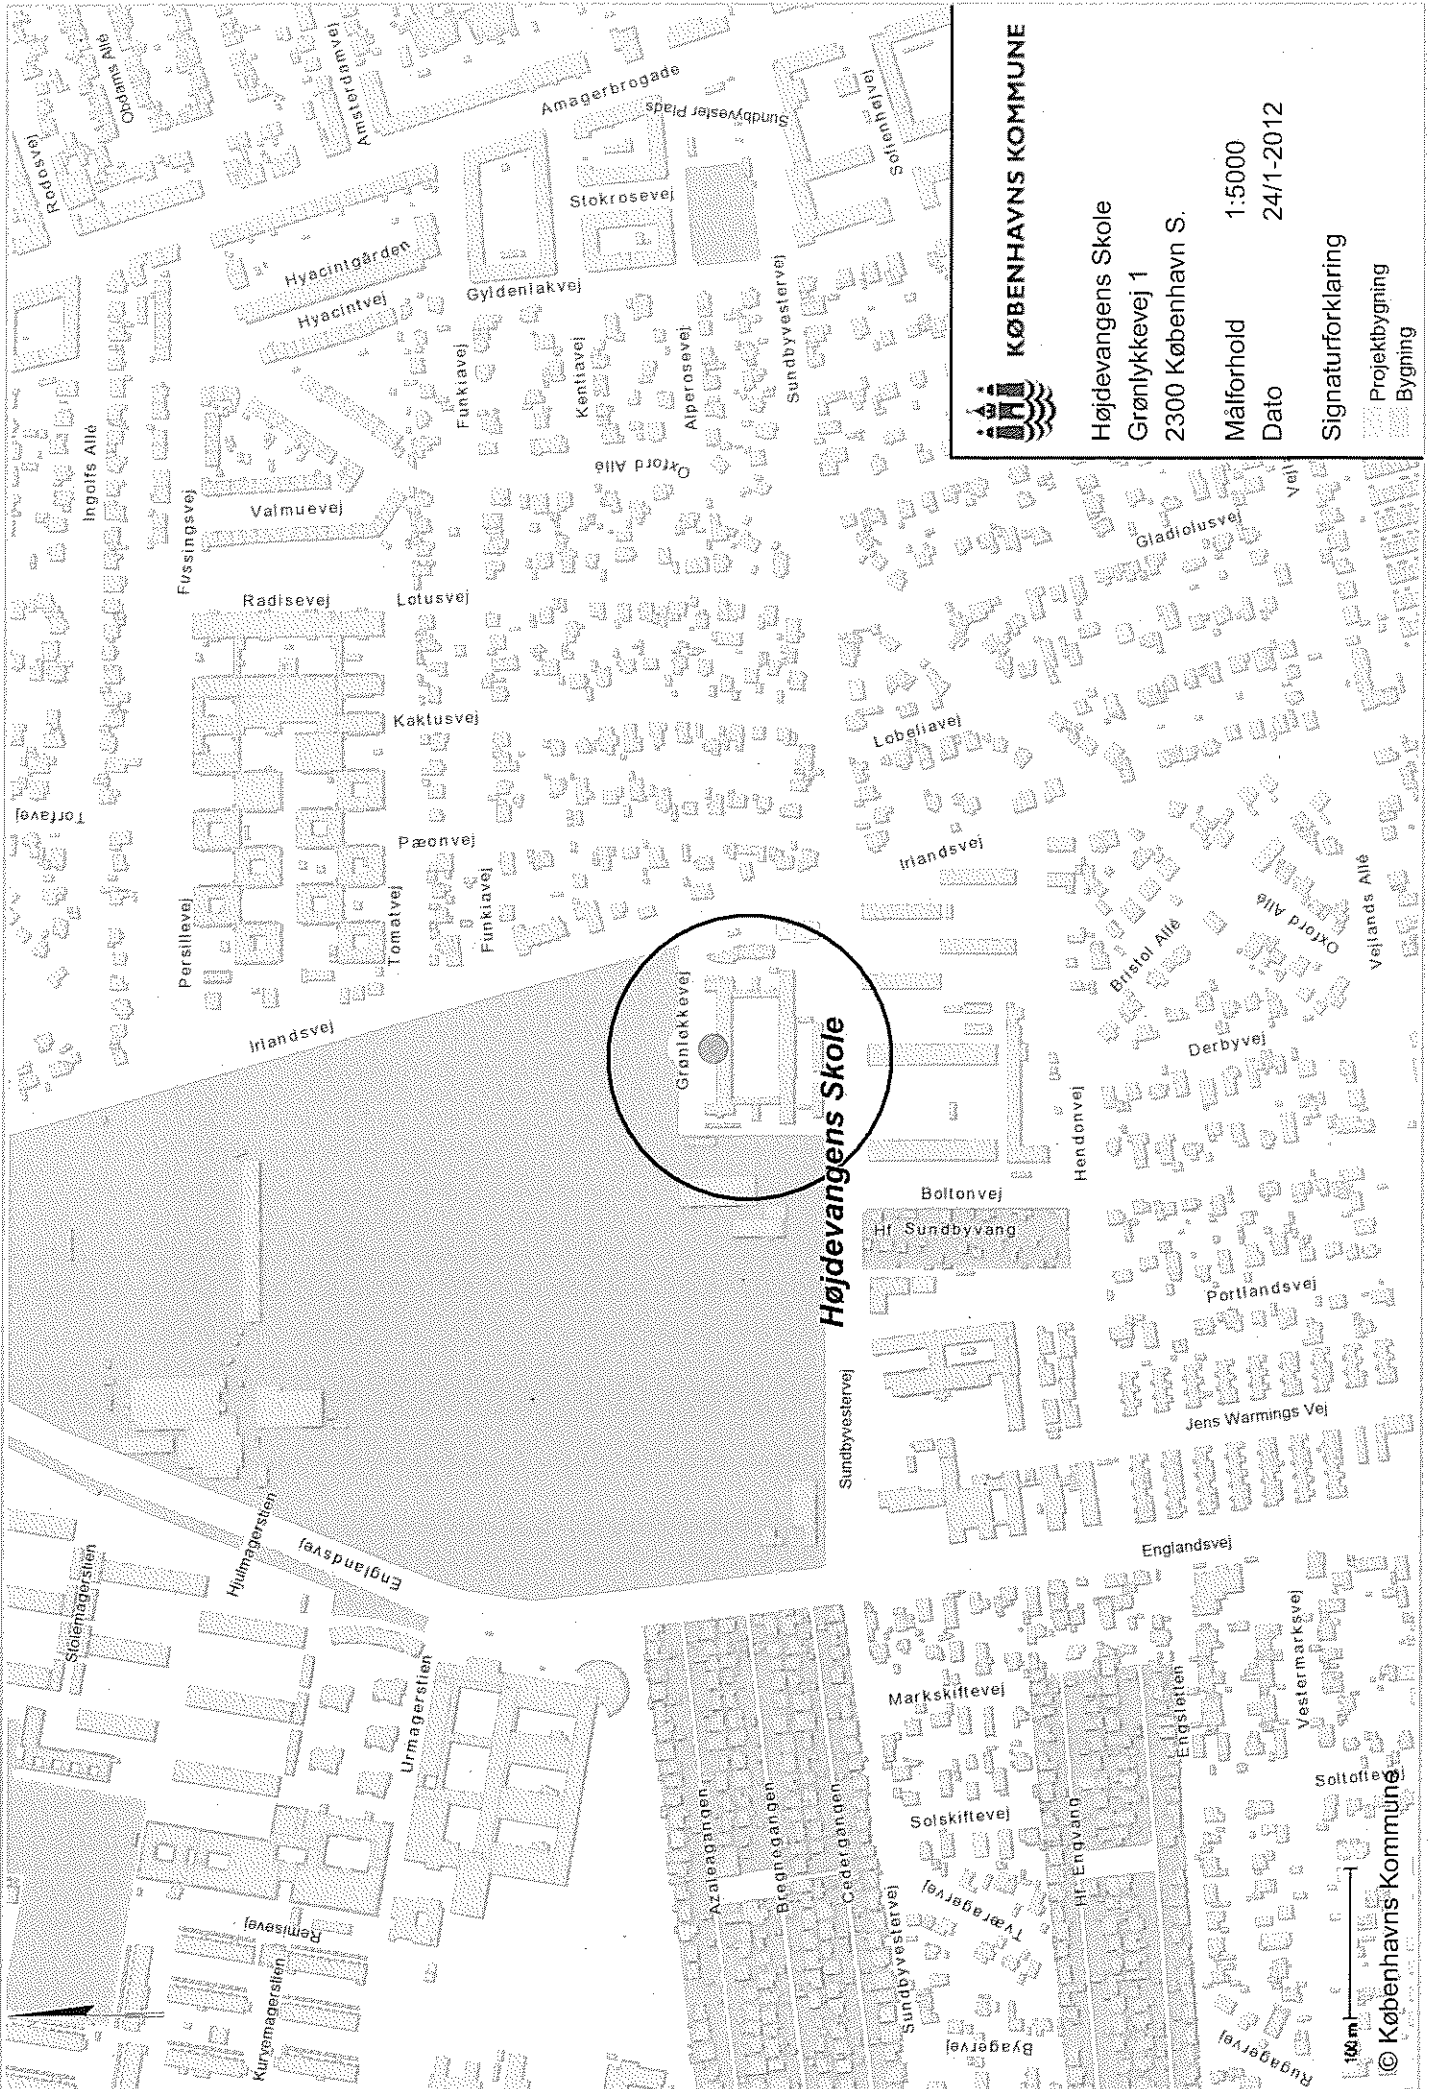 KØBENHAVNS KOMMUNE
Højdevangens Skole
Grønlykkevej 1
2300 København S.
Målforhold 1:5000
Dato 24/1-2012
Signaturforklaring
Projektbygning
Bygning
Højdevangens Skole
Grønløkkevej
Rodosvej
Obdams Allé
Amsterdamvej
Amagerbrogade
Sundbyvester Plads
Sofienhøjvej
Stokrosevej
Hyacintgården
Hyacintvej
Gyldenlakvej
Ingolfs Allé
Funkiavej
Kentiavej
Alperosevej
Sundbyvestervej
Oxford Allé
Fussingsvej
Valmuevej
Radisevej
Lotusvej
Gladiolusvej
Kaktusvej
Lobeliavej
Torfavej
Pæonvej
Persillevej
Tomatvej
Funkiavej
Irlandsvej
Irlandsvej
Bristol Allé
Oxford Allé
Vejlands Allé
Derbyvej
Hendonvej
Boltonvej
Hf. Sundbyvang
Portlandsvej
Sundbyvestervej
Jens Warmings Vej
Englandsvej
Englandsvej
Hjulmagerstien
Stolemagerstien
Urmagerstien
Markskiftevej
Engsletten
Vestermarksvej
Soltoftevej
Azaleagangen
Bregnegangen
Cedergangen
Solskiftevej
Tværagervej
Hf. Engvang
Remisevej
Kurvemagerstien
Sundbyvestervej
Byagervej
Rugagervej
100 m
© Københavns Kommune